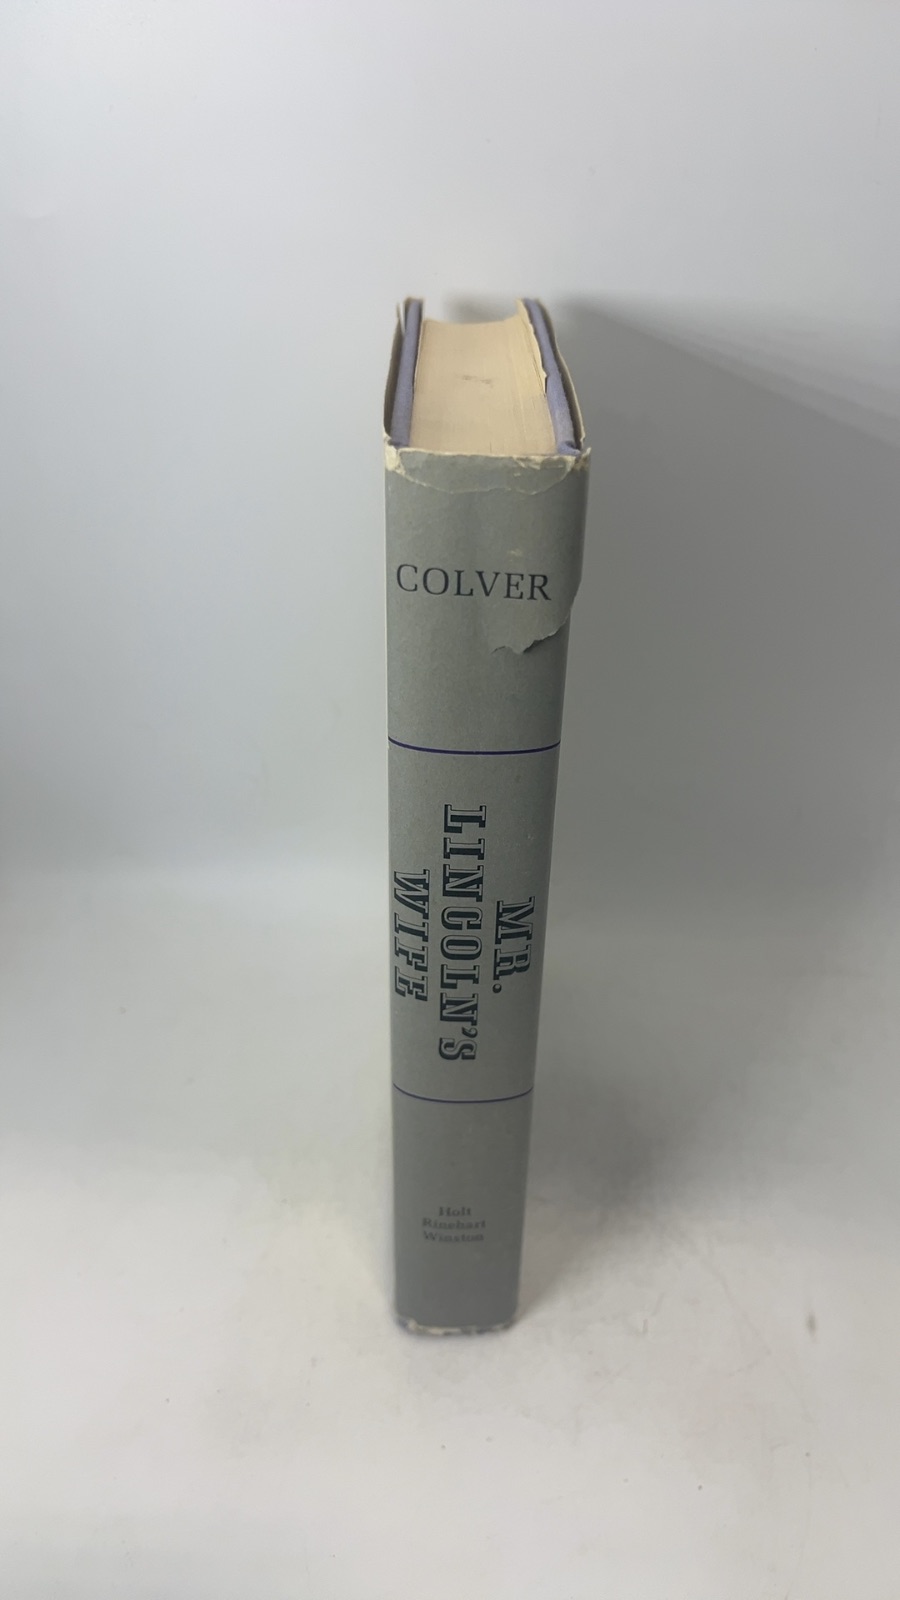 COLVER
MR.
LINCOLN'S
WIFE
Holt
Rinehart
Winston